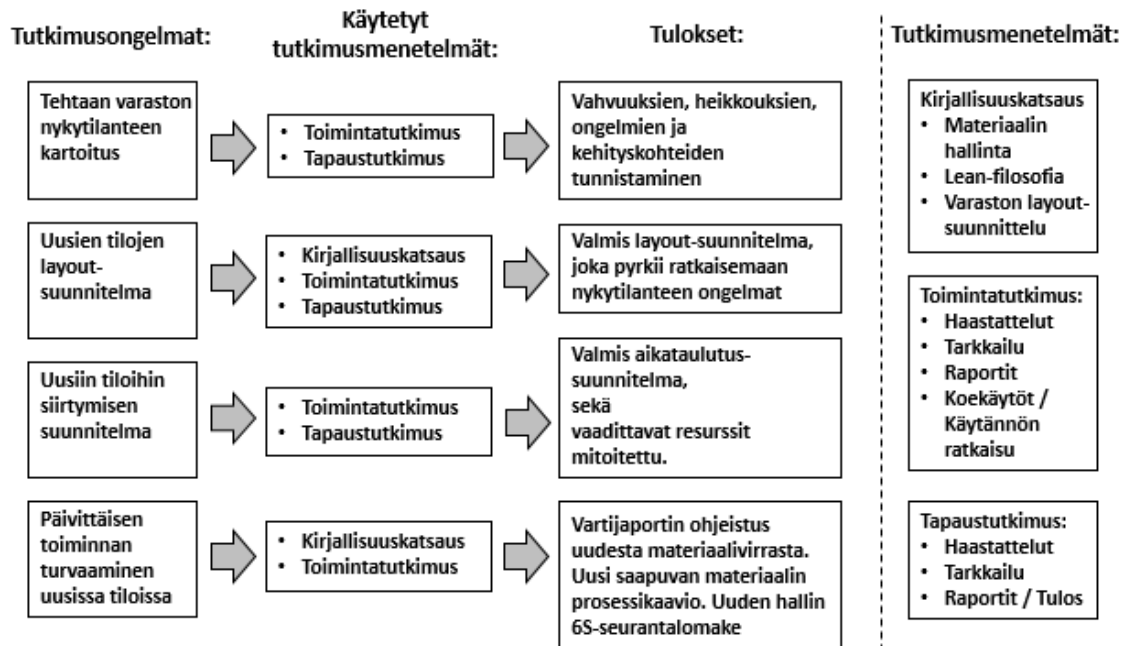 Tutkimusongelmat:
Käytetyt
tutkimusmenetelmät:
Tulokset:
Tutkimusmenetelmät:
Tehtaan varaston
nykytilanteen
kartoitus
• Toimintatutkimus
• Tapaustutkimus
Vahvuuksien, heikkouksien,
ongelmien ja
kehityskohteiden
tunnistaminen
Uusien tilojen
layout-
suunnitelma
• Kirjallisuuskatsaus
• Toimintatutkimus
• Tapaustutkimus
Valmis layout-suunnitelma,
joka pyrkii ratkaisemaan
nykytilanteen ongelmat
Uusiin tiloihin
siirtymisen
suunnitelma
• Toimintatutkimus
• Tapaustutkimus
Valmis aikataulutus-
suunnitelma,
sekä
vaadittavat resurssit
mitoitettu.
Päivittäisen
toiminnan
turvaaminen
uusissa tiloissa
• Kirjallisuuskatsaus
• Toimintatutkimus
Vartijaportin ohjeistus
uudesta materiaalivirrasta.
Uusi saapuvan materiaalin
prosessikaavio. Uuden hallin
6S-seurantalomake
Kirjallisuuskatsaus
• Materiaalin
hallinta
• Lean-filosofia
• Varaston layout-
suunnittelu
Toimintatutkimus:
• Haastattelut
• Tarkkailu
• Raportit
• Koekäytöt /
Käytännön
ratkaisu
Tapaustutkimus:
• Haastattelut
• Tarkkailu
• Raportit / Tulos